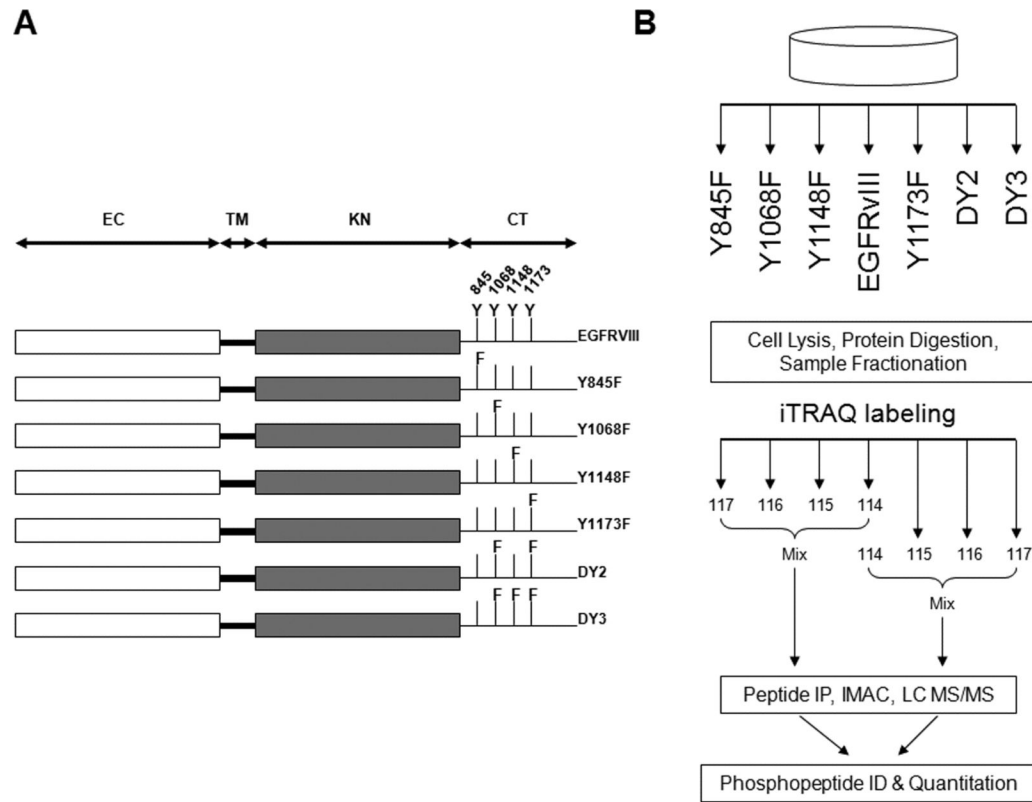 A
EC TM KN CT
845 1068 1148 1173
Y Y Y Y
EGFRVIII
F
Y845F
F
Y1068F
F
Y1148F
F
Y1173F
F F
DY2
F F F
DY3
B
Y845F Y1068F Y1148F EGFRvIII Y1173F DY2 DY3
Cell Lysis, Protein Digestion,
Sample Fractionation
iTRAQ labeling
117 116 115 114
Mix 114 115 116 117
Mix
Peptide IP, IMAC, LC MS/MS
Phosphopeptide ID & Quantitation